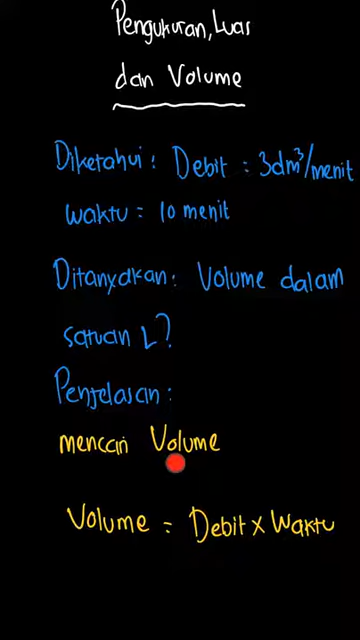 Pengukuran, Luas
dan Volume
Diketahui: Debit = 3dm³/menit
Waktu = 10 menit
Ditanyakan: Volume dalam
satuan L?
Penjelasan:
mencari Volume
Volume = Debit x Waktu